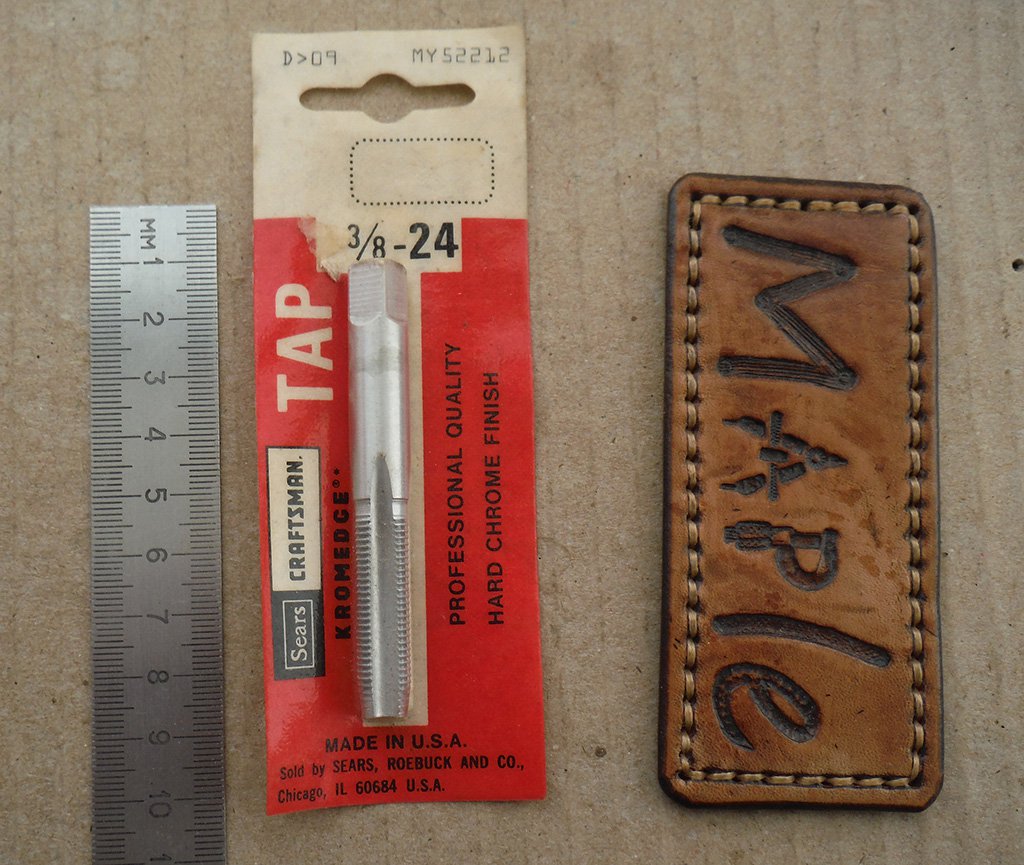 MM 1
2
3
4
5
6
7
8
9
10
D>09 MY52212
3/8-24
TAP
Sears CRAFTSMAN.
KROMEDGE®*
PROFESSIONAL QUALITY
HARD CHROME FINISH
MADE IN U.S.A.
Sold by SEARS, ROEBUCK AND CO.,
Chicago, IL 60684 U.S.A.
MAPle